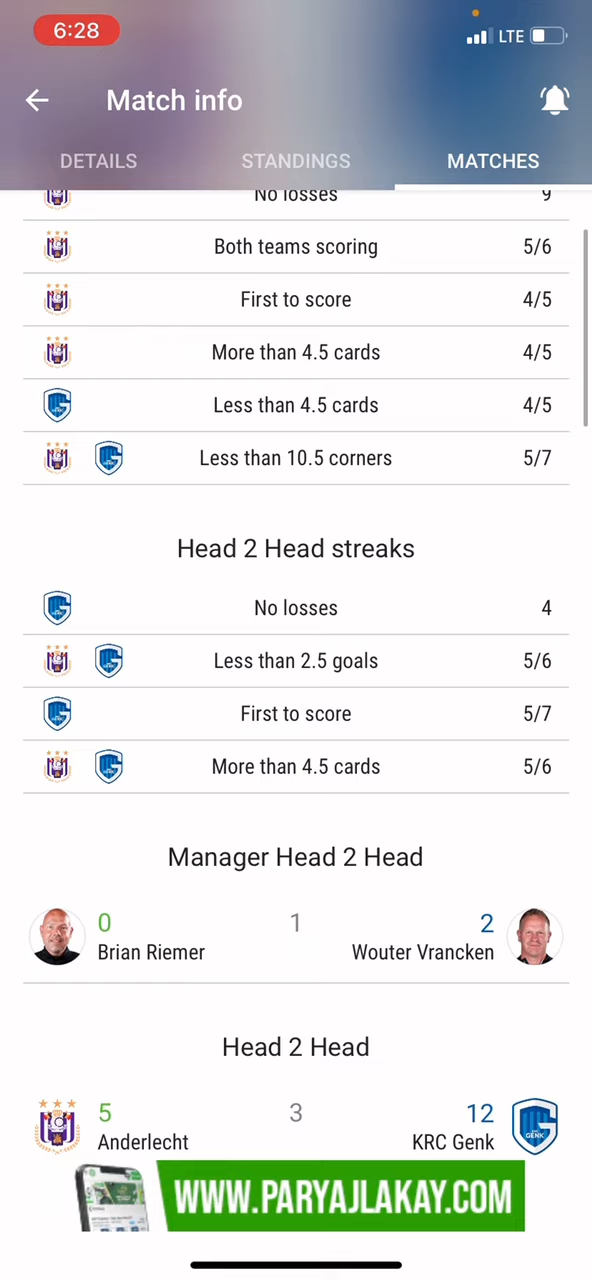 6:28
LTE
Match info
DETAILS STANDINGS MATCHES
No losses 9
Both teams scoring 5/6
First to score 4/5
More than 4.5 cards 4/5
Less than 4.5 cards 4/5
Less than 10.5 corners 5/7
Head 2 Head streaks
No losses 4
Less than 2.5 goals 5/6
First to score 5/7
More than 4.5 cards 5/6
Manager Head 2 Head
0 1 2
Brian Riemer Wouter Vrancken
Head 2 Head
5 3 12
Anderlecht KRC Genk
GENK
WWW.PARYAJLAKAY.COM